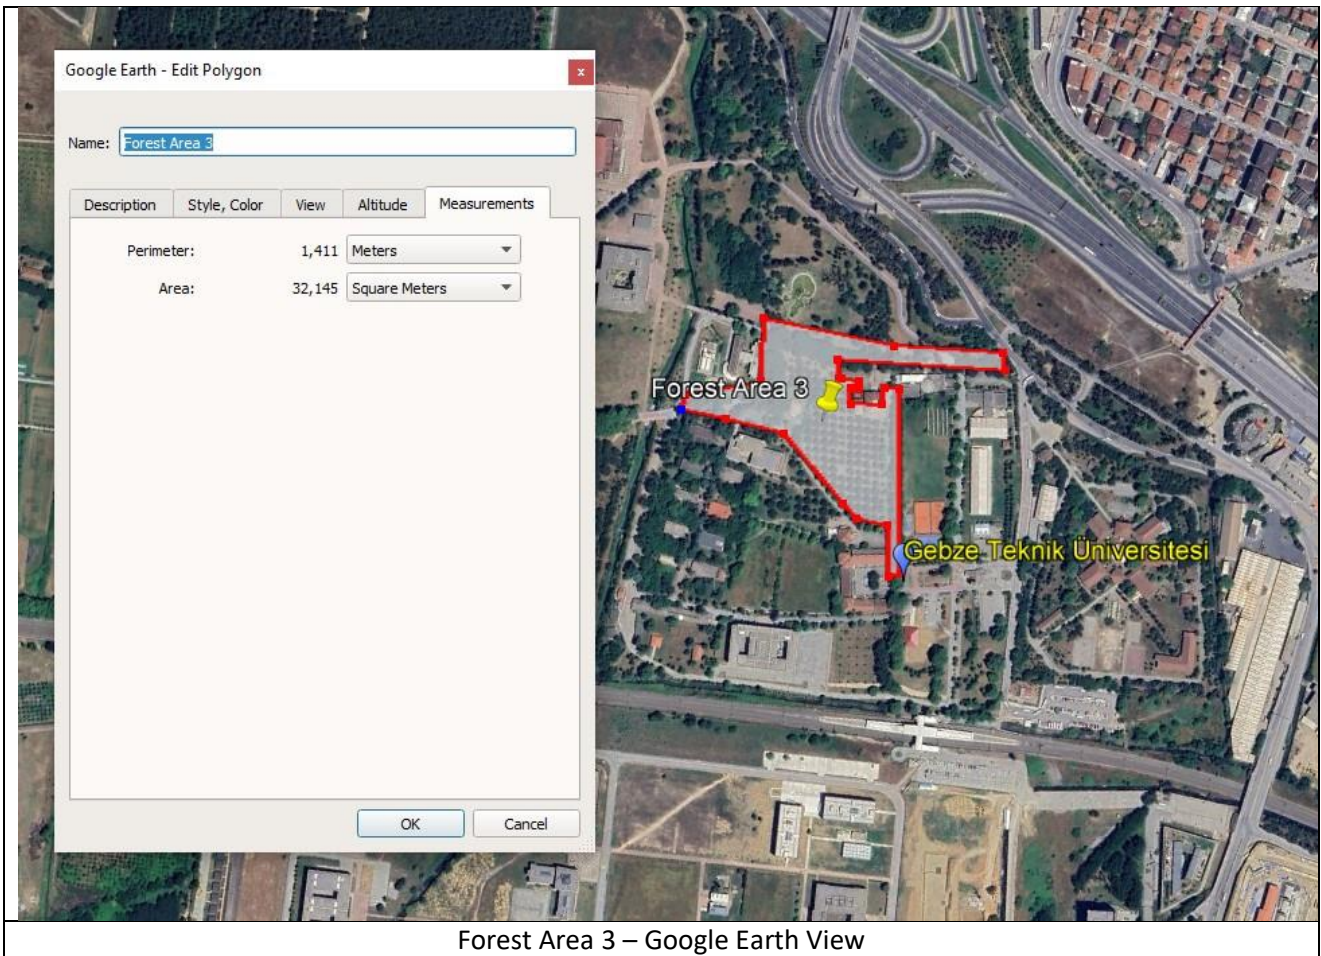 Google Earth - Edit Polygon
x
Name: Forest Area 3
Description Style, Color View Altitude Measurements
Perimeter: 1,411 Meters
Area: 32,145 Square Meters
OK Cancel
Forest Area 3
Gebze Teknik Üniversitesi
Forest Area 3 – Google Earth View